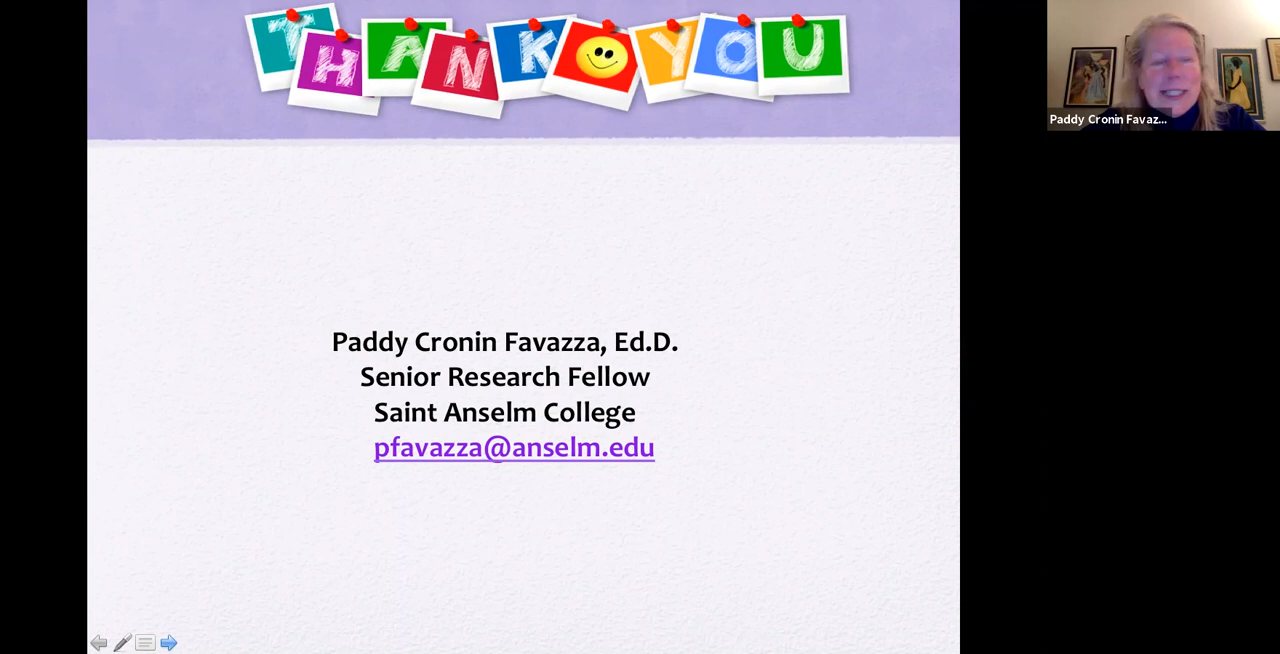 THANK YOU
Paddy Cronin Favaz...
Paddy Cronin Favazza, Ed.D.
Senior Research Fellow
Saint Anselm College
pfavazza@anselm.edu